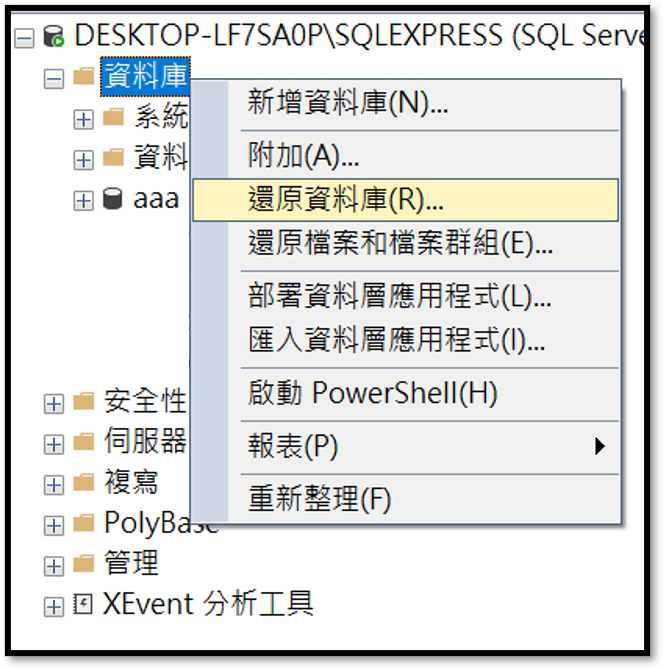 DESKTOP-LF7SA0P\SQLEXPRESS (SQL Serve
資料庫
系統
資料
aaa
新增資料庫(N)...
附加(A)...
還原資料庫(R)...
還原檔案和檔案群組(E)...
部署資料層應用程式(L)...
匯入資料層應用程式(I)...
啟動 PowerShell(H)
報表(P)
重新整理(F)
安全性
伺服器
複寫
PolyBase
管理
XEvent 分析工具